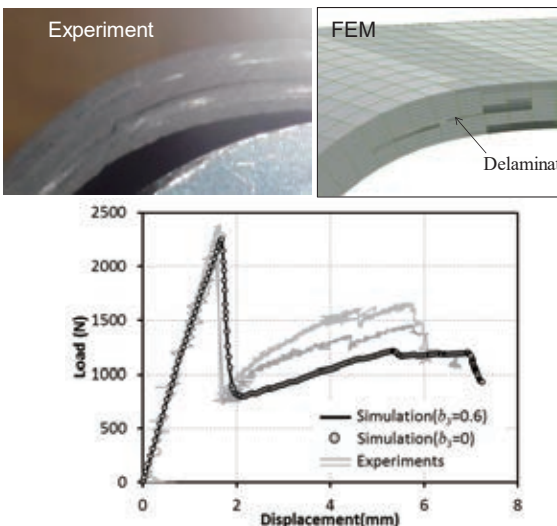 Experiment
FEM
Delaminat
2500
2000
1500
1000
500
0
Load (N)
Simulation(b₃=0.6)
Simulation(b₃=0)
Experiments
0 2 4 6 8
Displacement(mm)